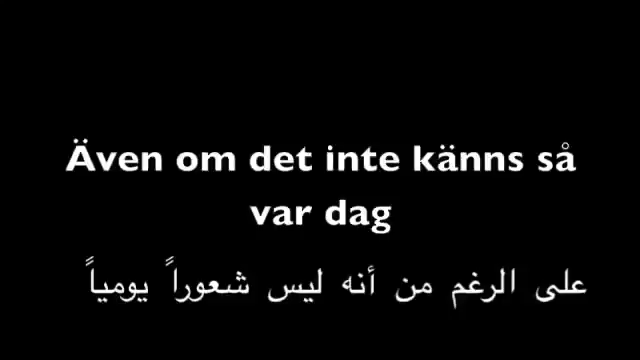 Även om det inte känns så
var dag
على الرغم من أنه ليس شعوراً يومياً